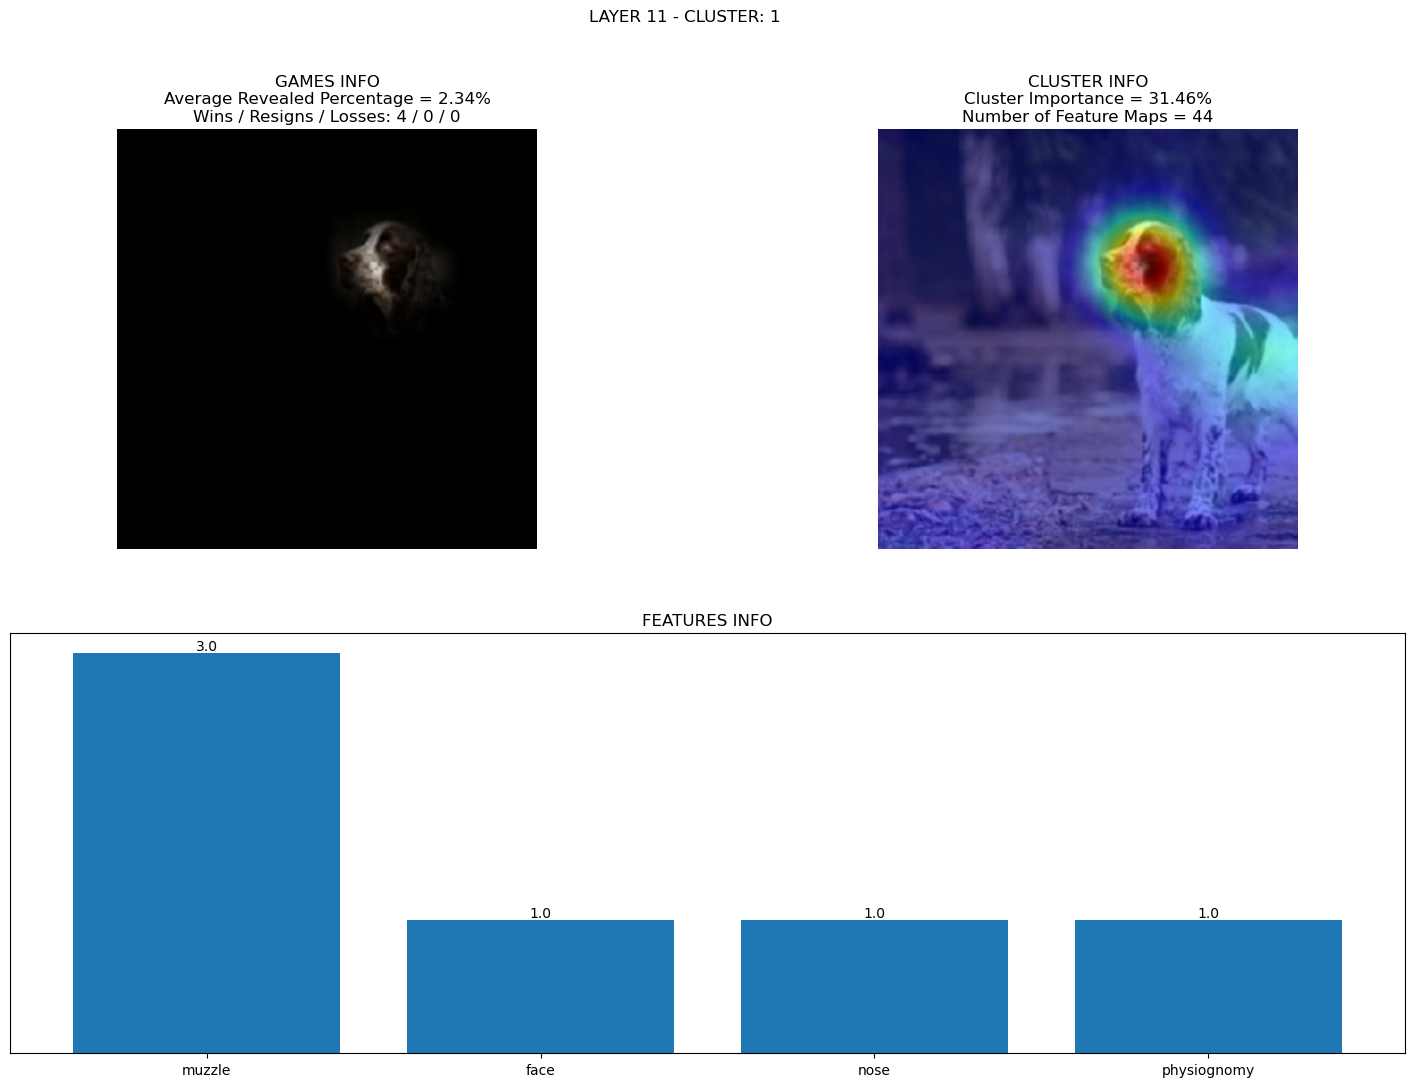 LAYER 11 - CLUSTER: 1
GAMES INFO
Average Revealed Percentage = 2.34%
Wins / Resigns / Losses: 4 / 0 / 0
CLUSTER INFO
Cluster Importance = 31.46%
Number of Feature Maps = 44
FEATURES INFO
3.0
1.0
1.0
1.0
muzzle
face
nose
physiognomy